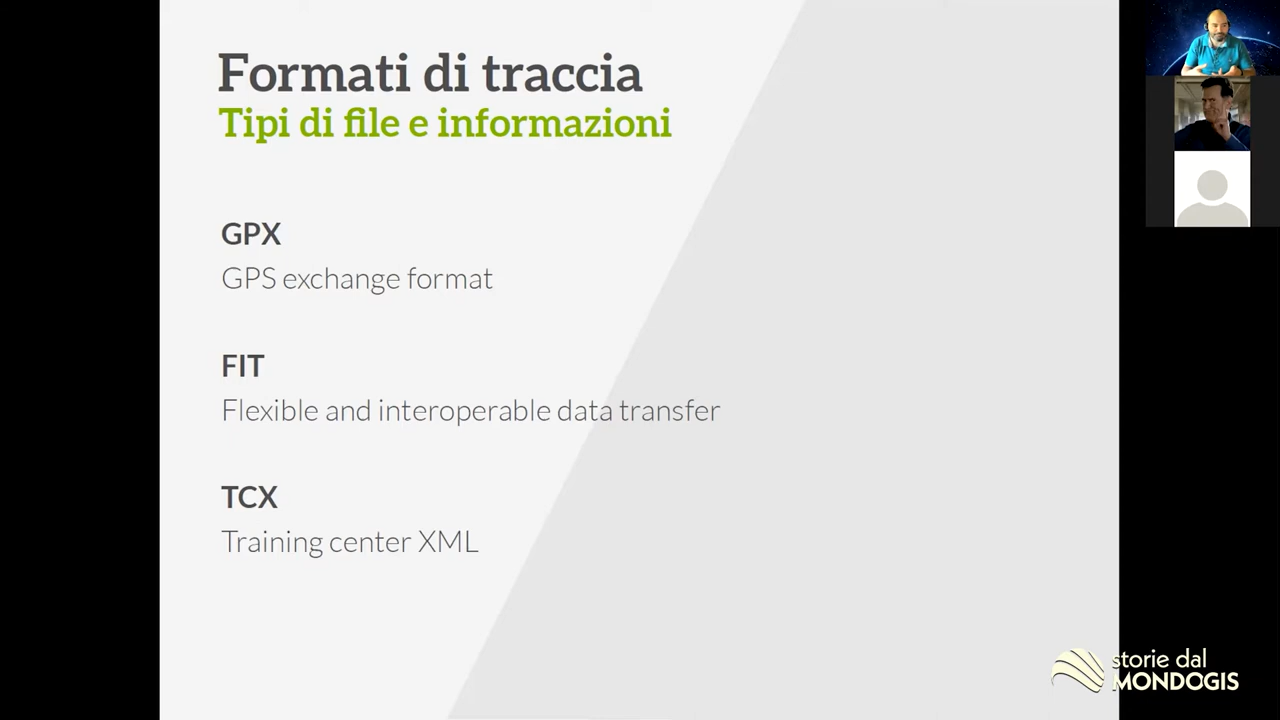 Formati di traccia
Tipi di file e informazioni
GPX
GPS exchange format
FIT
Flexible and interoperable data transfer
TCX
Training center XML
storie dal
MONDOGIS